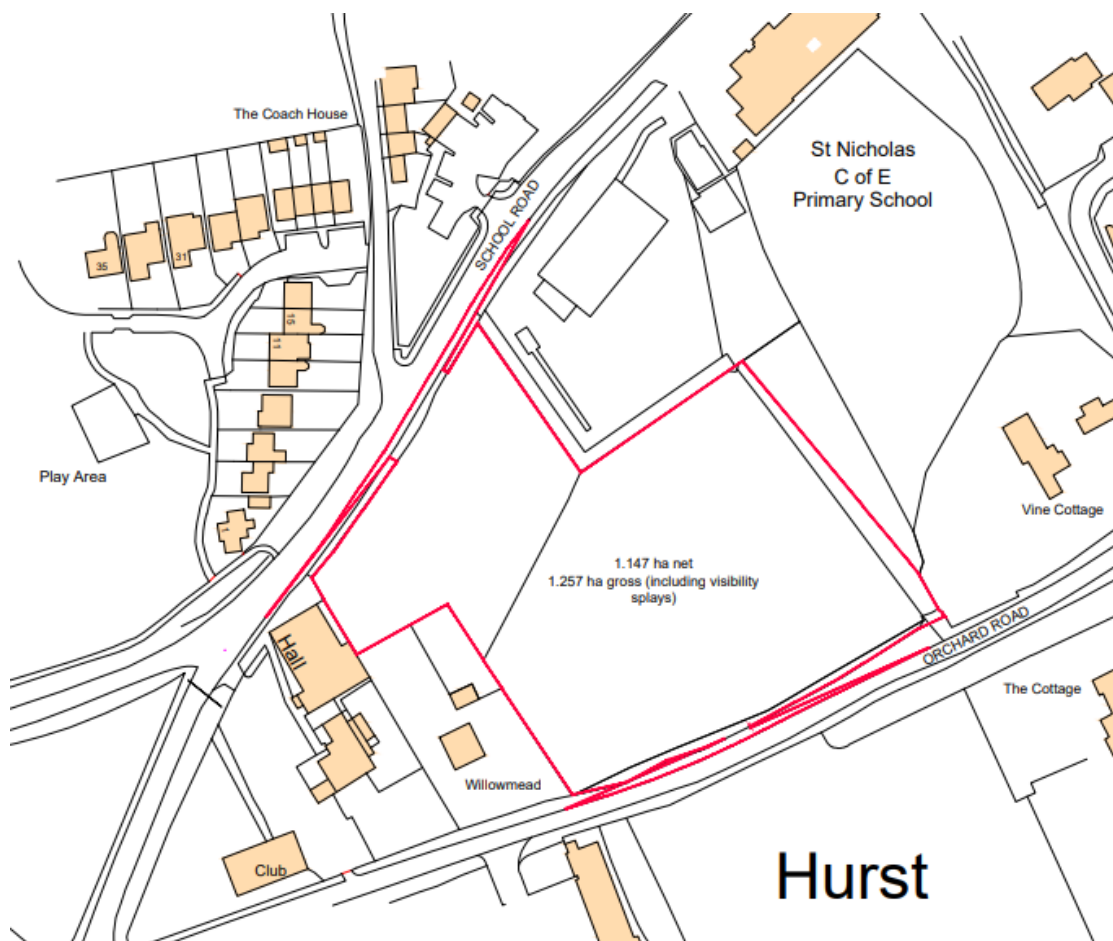 The Coach House
SCHOOL ROAD
St Nicholas
C of E
Primary School
35
31
15
11
1
Play Area
Vine Cottage
1.147 ha net
1.257 ha gross (including visibility
splays)
Hall
ORCHARD ROAD
The Cottage
Willowmead
Club
Hurst